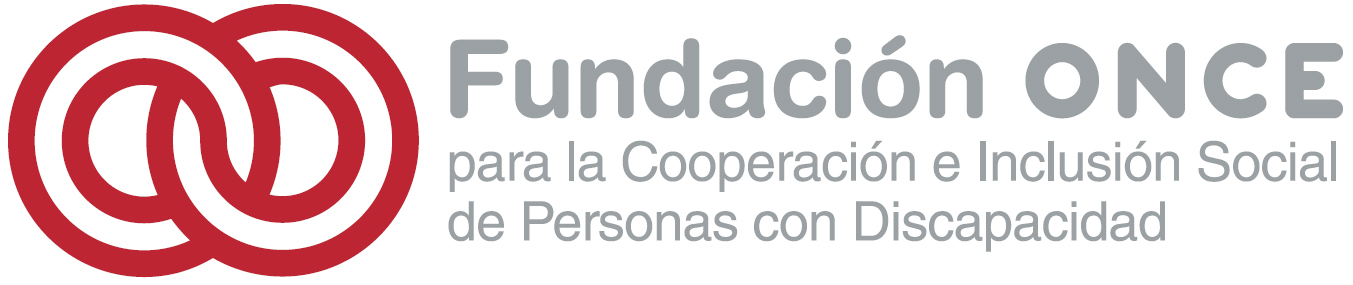 Fundación ONCE
para la Cooperación e Inclusión Social
de Personas con Discapacidad